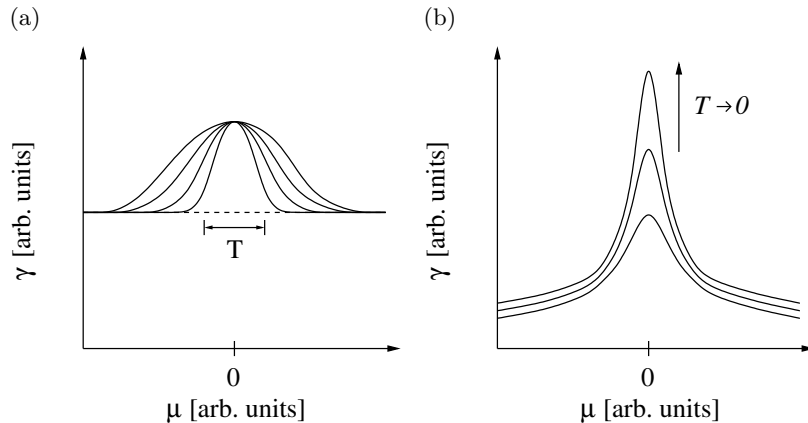 (a)
γ [arb. units]
T
0
μ [arb. units]
(b)
γ [arb. units]
T→0
0
μ [arb. units]